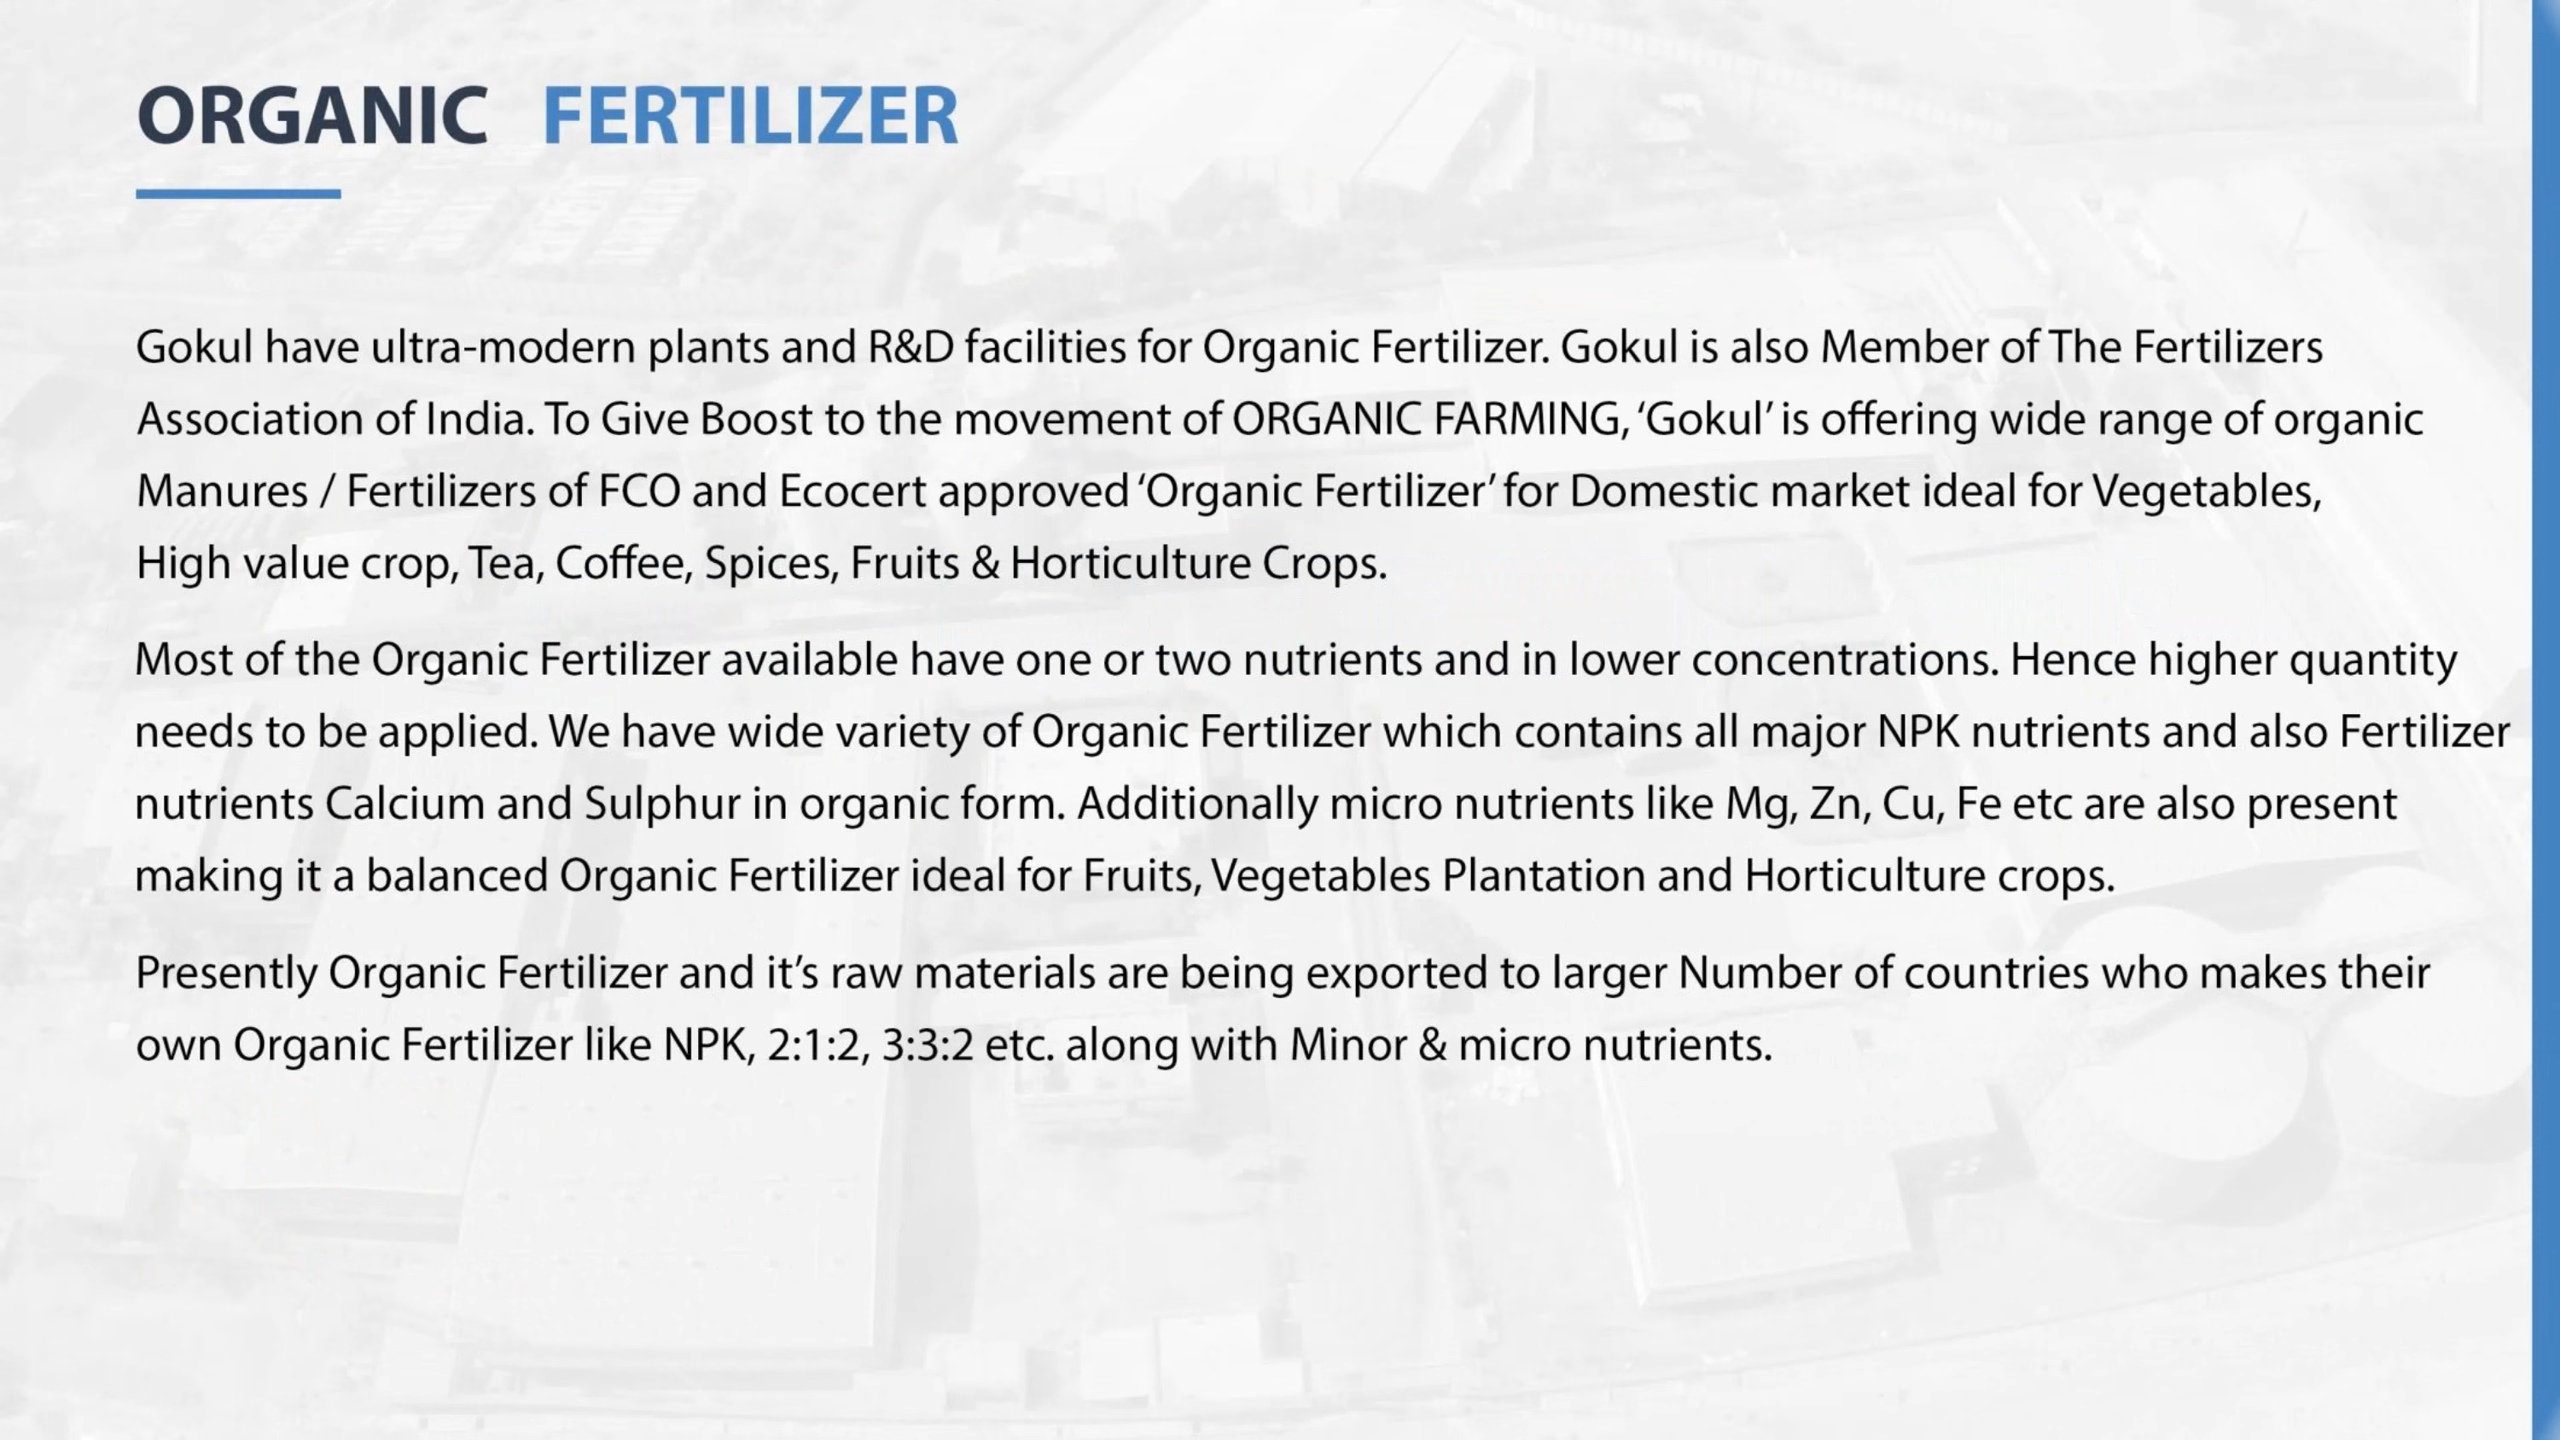 ORGANIC FERTILIZER
Gokul have ultra-modern plants and R&D facilities for Organic Fertilizer. Gokul is also Member of The Fertilizers
Association of India. To Give Boost to the movement of ORGANIC FARMING, ‘Gokul’ is offering wide range of organic
Manures / Fertilizers of FCO and Ecocert approved ‘Organic Fertilizer’ for Domestic market ideal for Vegetables,
High value crop, Tea, Coffee, Spices, Fruits & Horticulture Crops.
Most of the Organic Fertilizer available have one or two nutrients and in lower concentrations. Hence higher quantity
needs to be applied. We have wide variety of Organic Fertilizer which contains all major NPK nutrients and also Fertilizer
nutrients Calcium and Sulphur in organic form. Additionally micro nutrients like Mg, Zn, Cu, Fe etc are also present
making it a balanced Organic Fertilizer ideal for Fruits, Vegetables Plantation and Horticulture crops.
Presently Organic Fertilizer and it’s raw materials are being exported to larger Number of countries who makes their
own Organic Fertilizer like NPK, 2:1:2, 3:3:2 etc. along with Minor & micro nutrients.